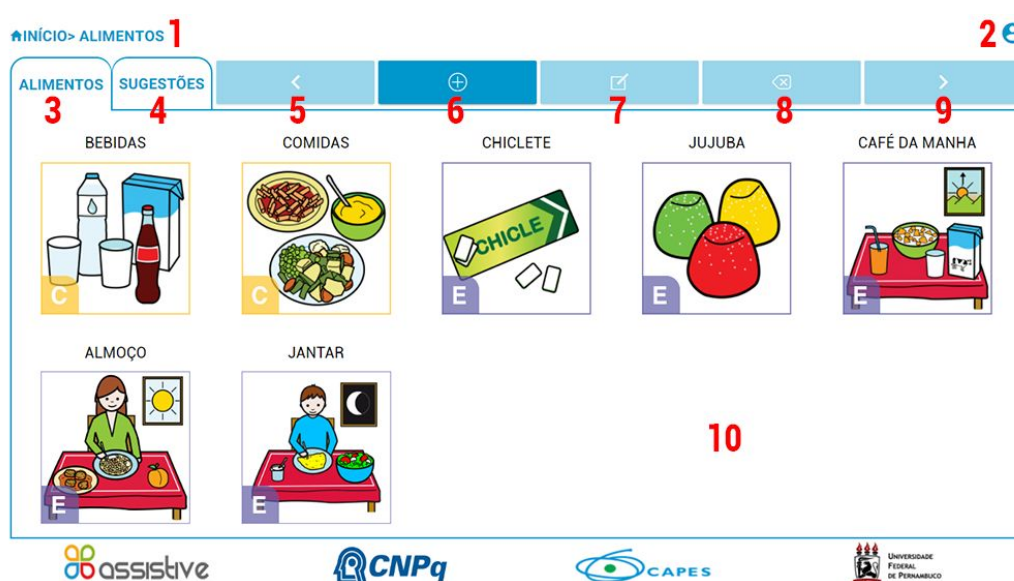 INÍCIO> ALIMENTOS 1
2
ALIMENTOS SUGESTÕES
3 4 5 6 7 8 9
BEBIDAS COMIDAS CHICLETE JUJUBA CAFÉ DA MANHA
CHICLE
C C E E E
ALMOÇO JANTAR
10
E E
assistive CNPq CAPES UNIVERSIDADE
FEDERAL
DE PERNAMBUCO